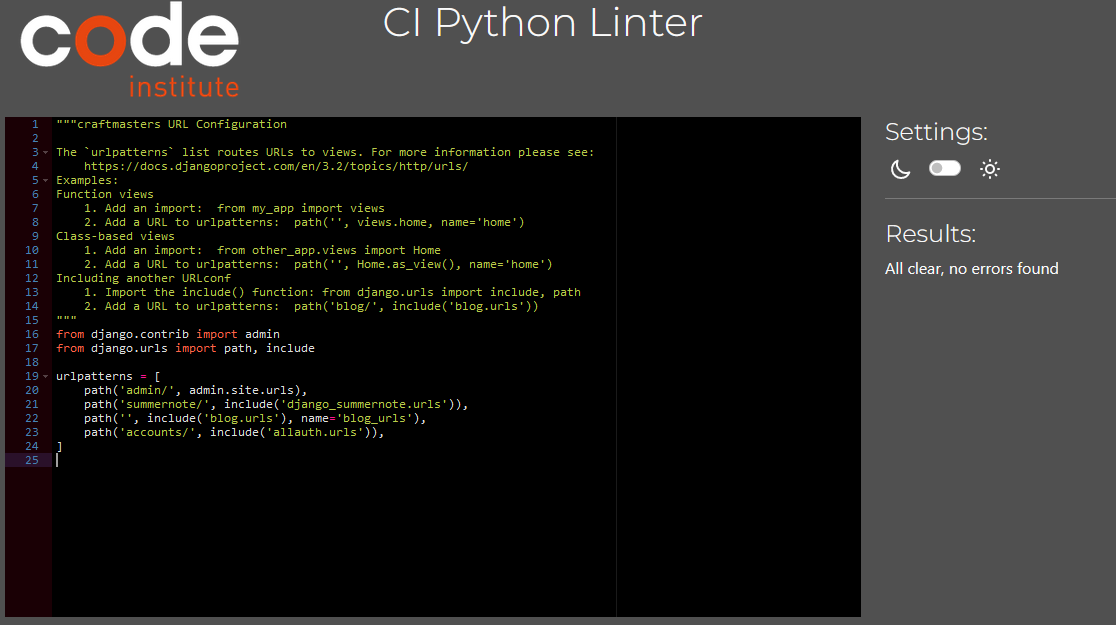 code
institute
CI Python Linter
1 """craftmasters URL Configuration
2
3 The `urlpatterns` list routes URLs to views. For more information please see:
4     https://docs.djangoproject.com/en/3.2/topics/http/urls/
5 Examples:
6 Function views
7     1. Add an import:  from my_app import views
8     2. Add a URL to urlpatterns:  path('', views.home, name='home')
9 Class-based views
10     1. Add an import:  from other_app.views import Home
11     2. Add a URL to urlpatterns:  path('', Home.as_view(), name='home')
12 Including another URLconf
13     1. Import the include() function: from django.urls import include, path
14     2. Add a URL to urlpatterns:  path('blog/', include('blog.urls'))
15 """
16 from django.contrib import admin
17 from django.urls import path, include
18
19 urlpatterns = [
20     path('admin/', admin.site.urls),
21     path('summernote/', include('django_summernote.urls')),
22     path('', include('blog.urls'), name='blog_urls'),
23     path('accounts/', include('allauth.urls')),
24 ]
25
Settings:
Results:
All clear, no errors found